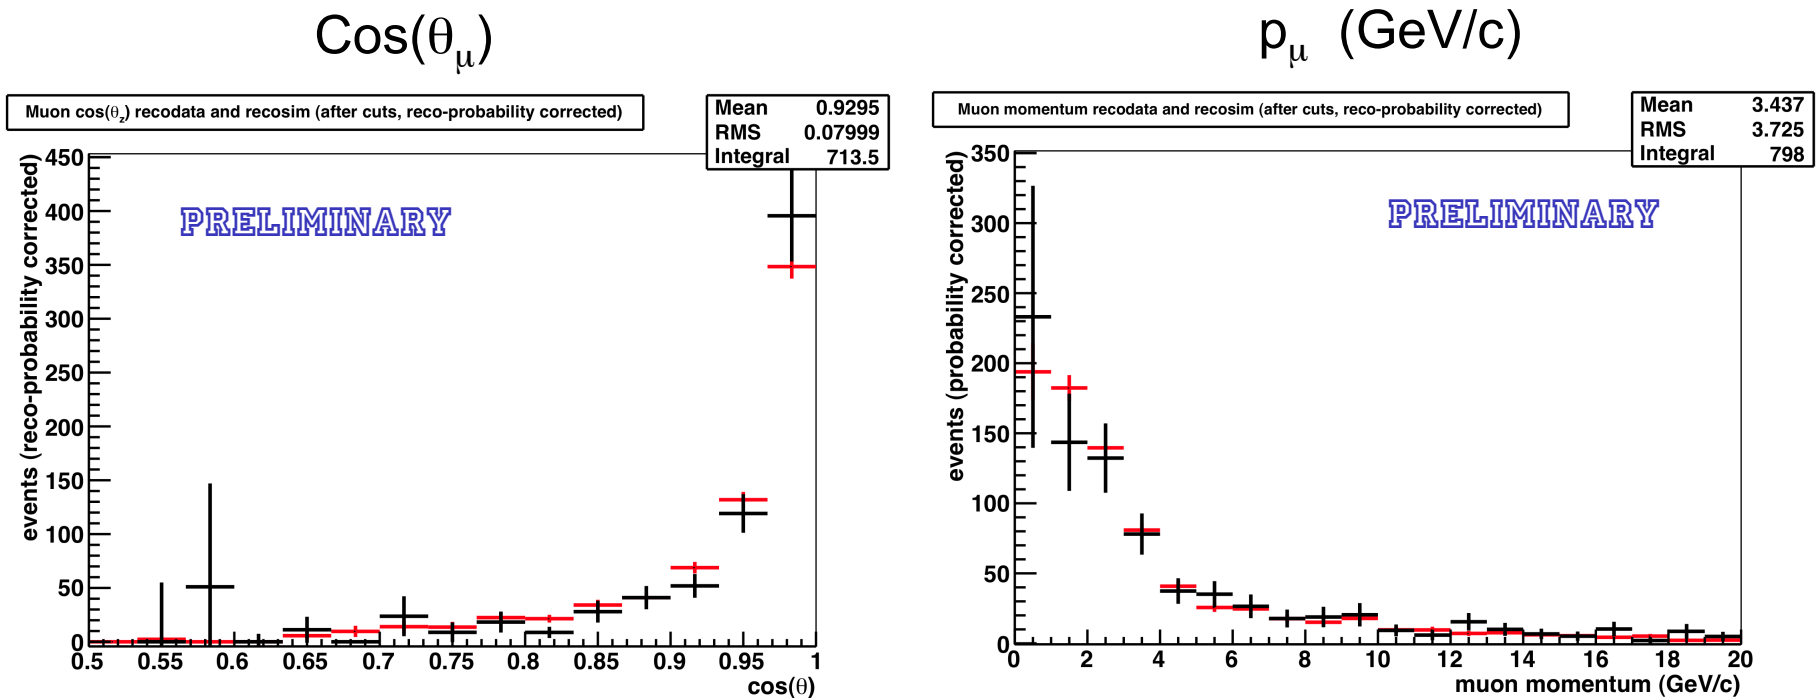 Cos(θμ)
Muon cos(θz) recodata and recosim (after cuts, reco-probability corrected)
Mean 0.9295
RMS 0.07999
Integral 713.5
events (reco-probability corrected)
450
400
350
300
250
200
150
100
50
0
PRELIMINARY
0.5 0.55 0.6 0.65 0.7 0.75 0.8 0.85 0.9 0.95 1
cos(θ)
pμ (GeV/c)
Muon momentum recodata and recosim (after cuts, reco-probability corrected)
Mean 3.437
RMS 3.725
Integral 798
events (probability corrected)
350
300
250
200
150
100
50
0
PRELIMINARY
0 2 4 6 8 10 12 14 16 18 20
muon momentum (GeV/c)